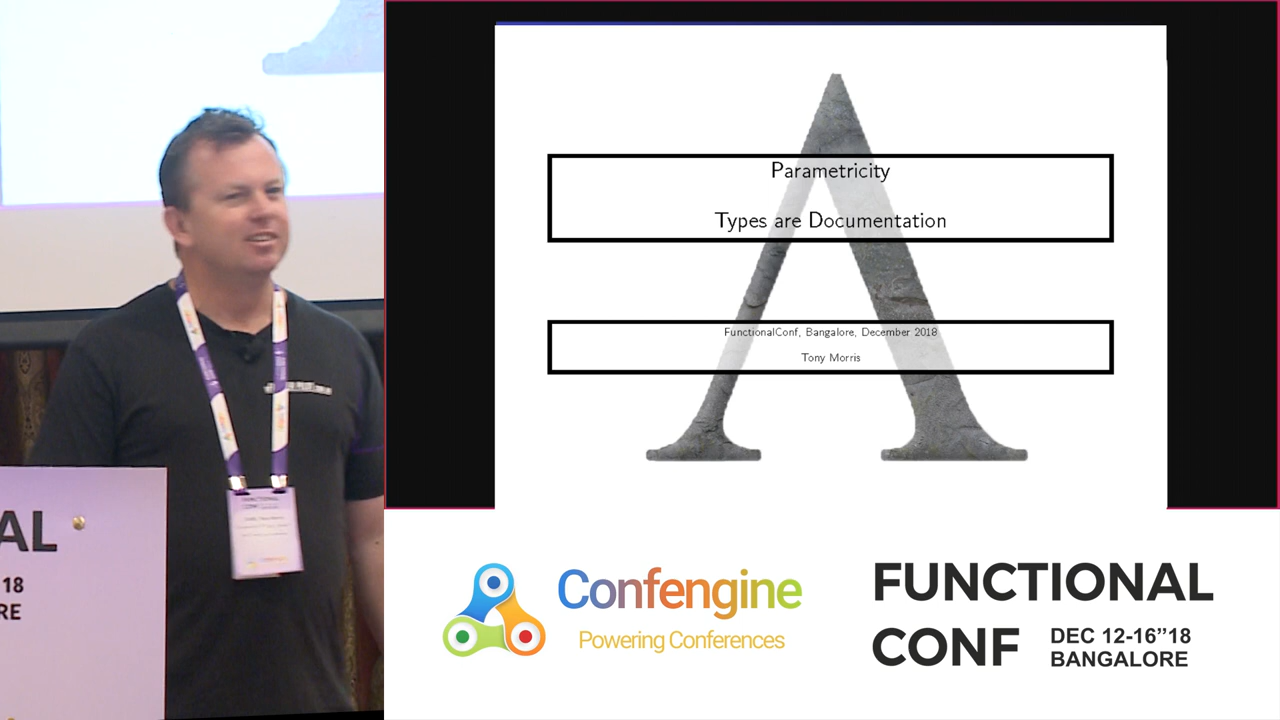 Parametricity
Types are Documentation
FunctionalConf, Bangalore, December 2018
Tony Morris
AL
18
RE
FUNCTIONAL
Confengine
Powering Conferences
FUNCTIONAL
CONF
DEC 12-16”18
BANGALORE